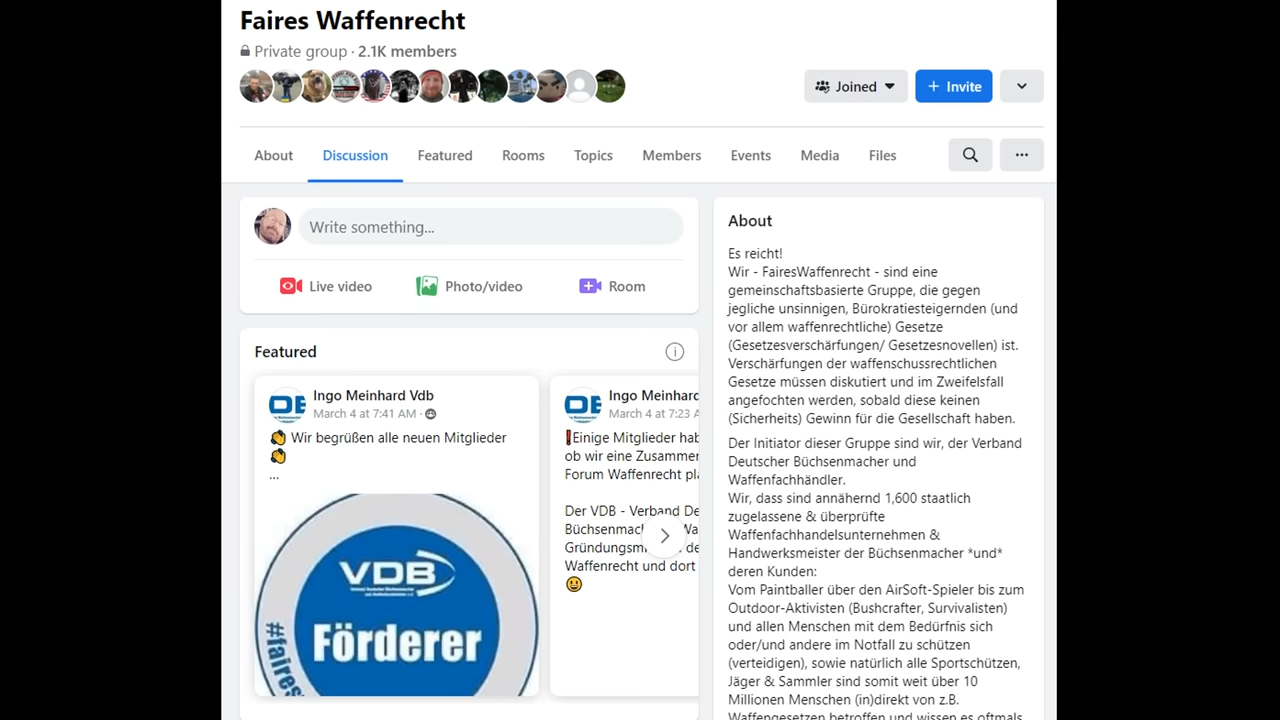 Faires Waffenrecht
Private group · 2.1K members
Joined
+ Invite
About
Discussion
Featured
Rooms
Topics
Members
Events
Media
Files
Write something...
Live video
Photo/video
Room
Featured
Ingo Meinhard Vdb
March 4 at 7:41 AM ·
👏 Wir begrüßen alle neuen Mitglieder
👏
...
VDB
Förderer
#faires
Ingo Meinhard
March 4 at 7:23 A
❗Einige Mitglieder hab
ob wir eine Zusammer
Forum Waffenrecht pla
Der VDB - Verband De
Büchsenmac
Gründungsm
Waffenrecht und dort
😃
About
Es reicht!
Wir - FairesWaffenrecht - sind eine
gemeinschaftsbasierte Gruppe, die gegen
jegliche unsinnigen, Bürokratiesteigernden (und
vor allem waffenrechtliche) Gesetze
(Gesetzesverschärfungen/ Gesetzesnovellen) ist.
Verschärfungen der waffenschussrechtlichen
Gesetze müssen diskutiert und im Zweifelsfall
angefochten werden, sobald diese keinen
(Sicherheits) Gewinn für die Gesellschaft haben.
Der Initiator dieser Gruppe sind wir, der Verband
Deutscher Büchsenmacher und
Waffenfachhändler.
Wir, dass sind annähernd 1,600 staatlich
zugelassene & überprüfte
Waffenfachhandelsunternehmen &
Handwerksmeister der Büchsenmacher *und*
deren Kunden:
Vom Paintballer über den AirSoft-Spieler bis zum
Outdoor-Aktivisten (Bushcrafter, Survivalisten)
und allen Menschen mit dem Bedürfnis sich
oder/und andere im Notfall zu schützen
(verteidigen), sowie natürlich alle Sportschützen,
Jäger & Sammler sind somit weit über 10
Millionen Menschen (in)direkt von z.B.
Waffengesetzen betroffen und wissen es oftmals